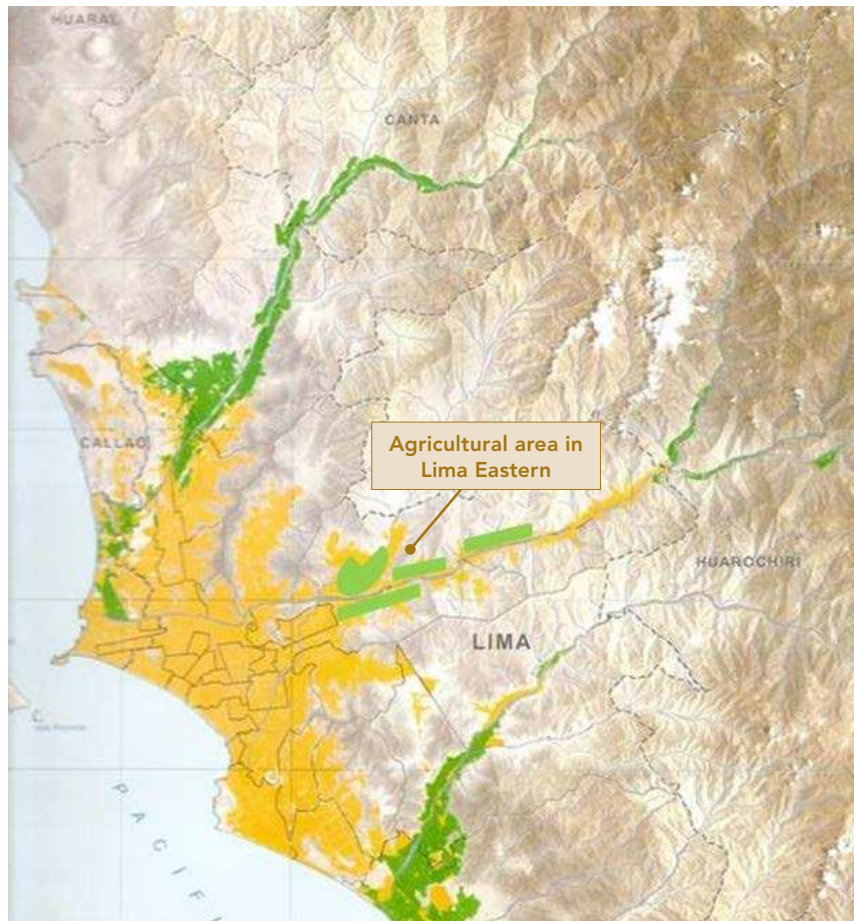 HUARAL
CANTA
CALLAO
Agricultural area in
Lima Eastern
HUAROCHIRI
LIMA
PACIFI